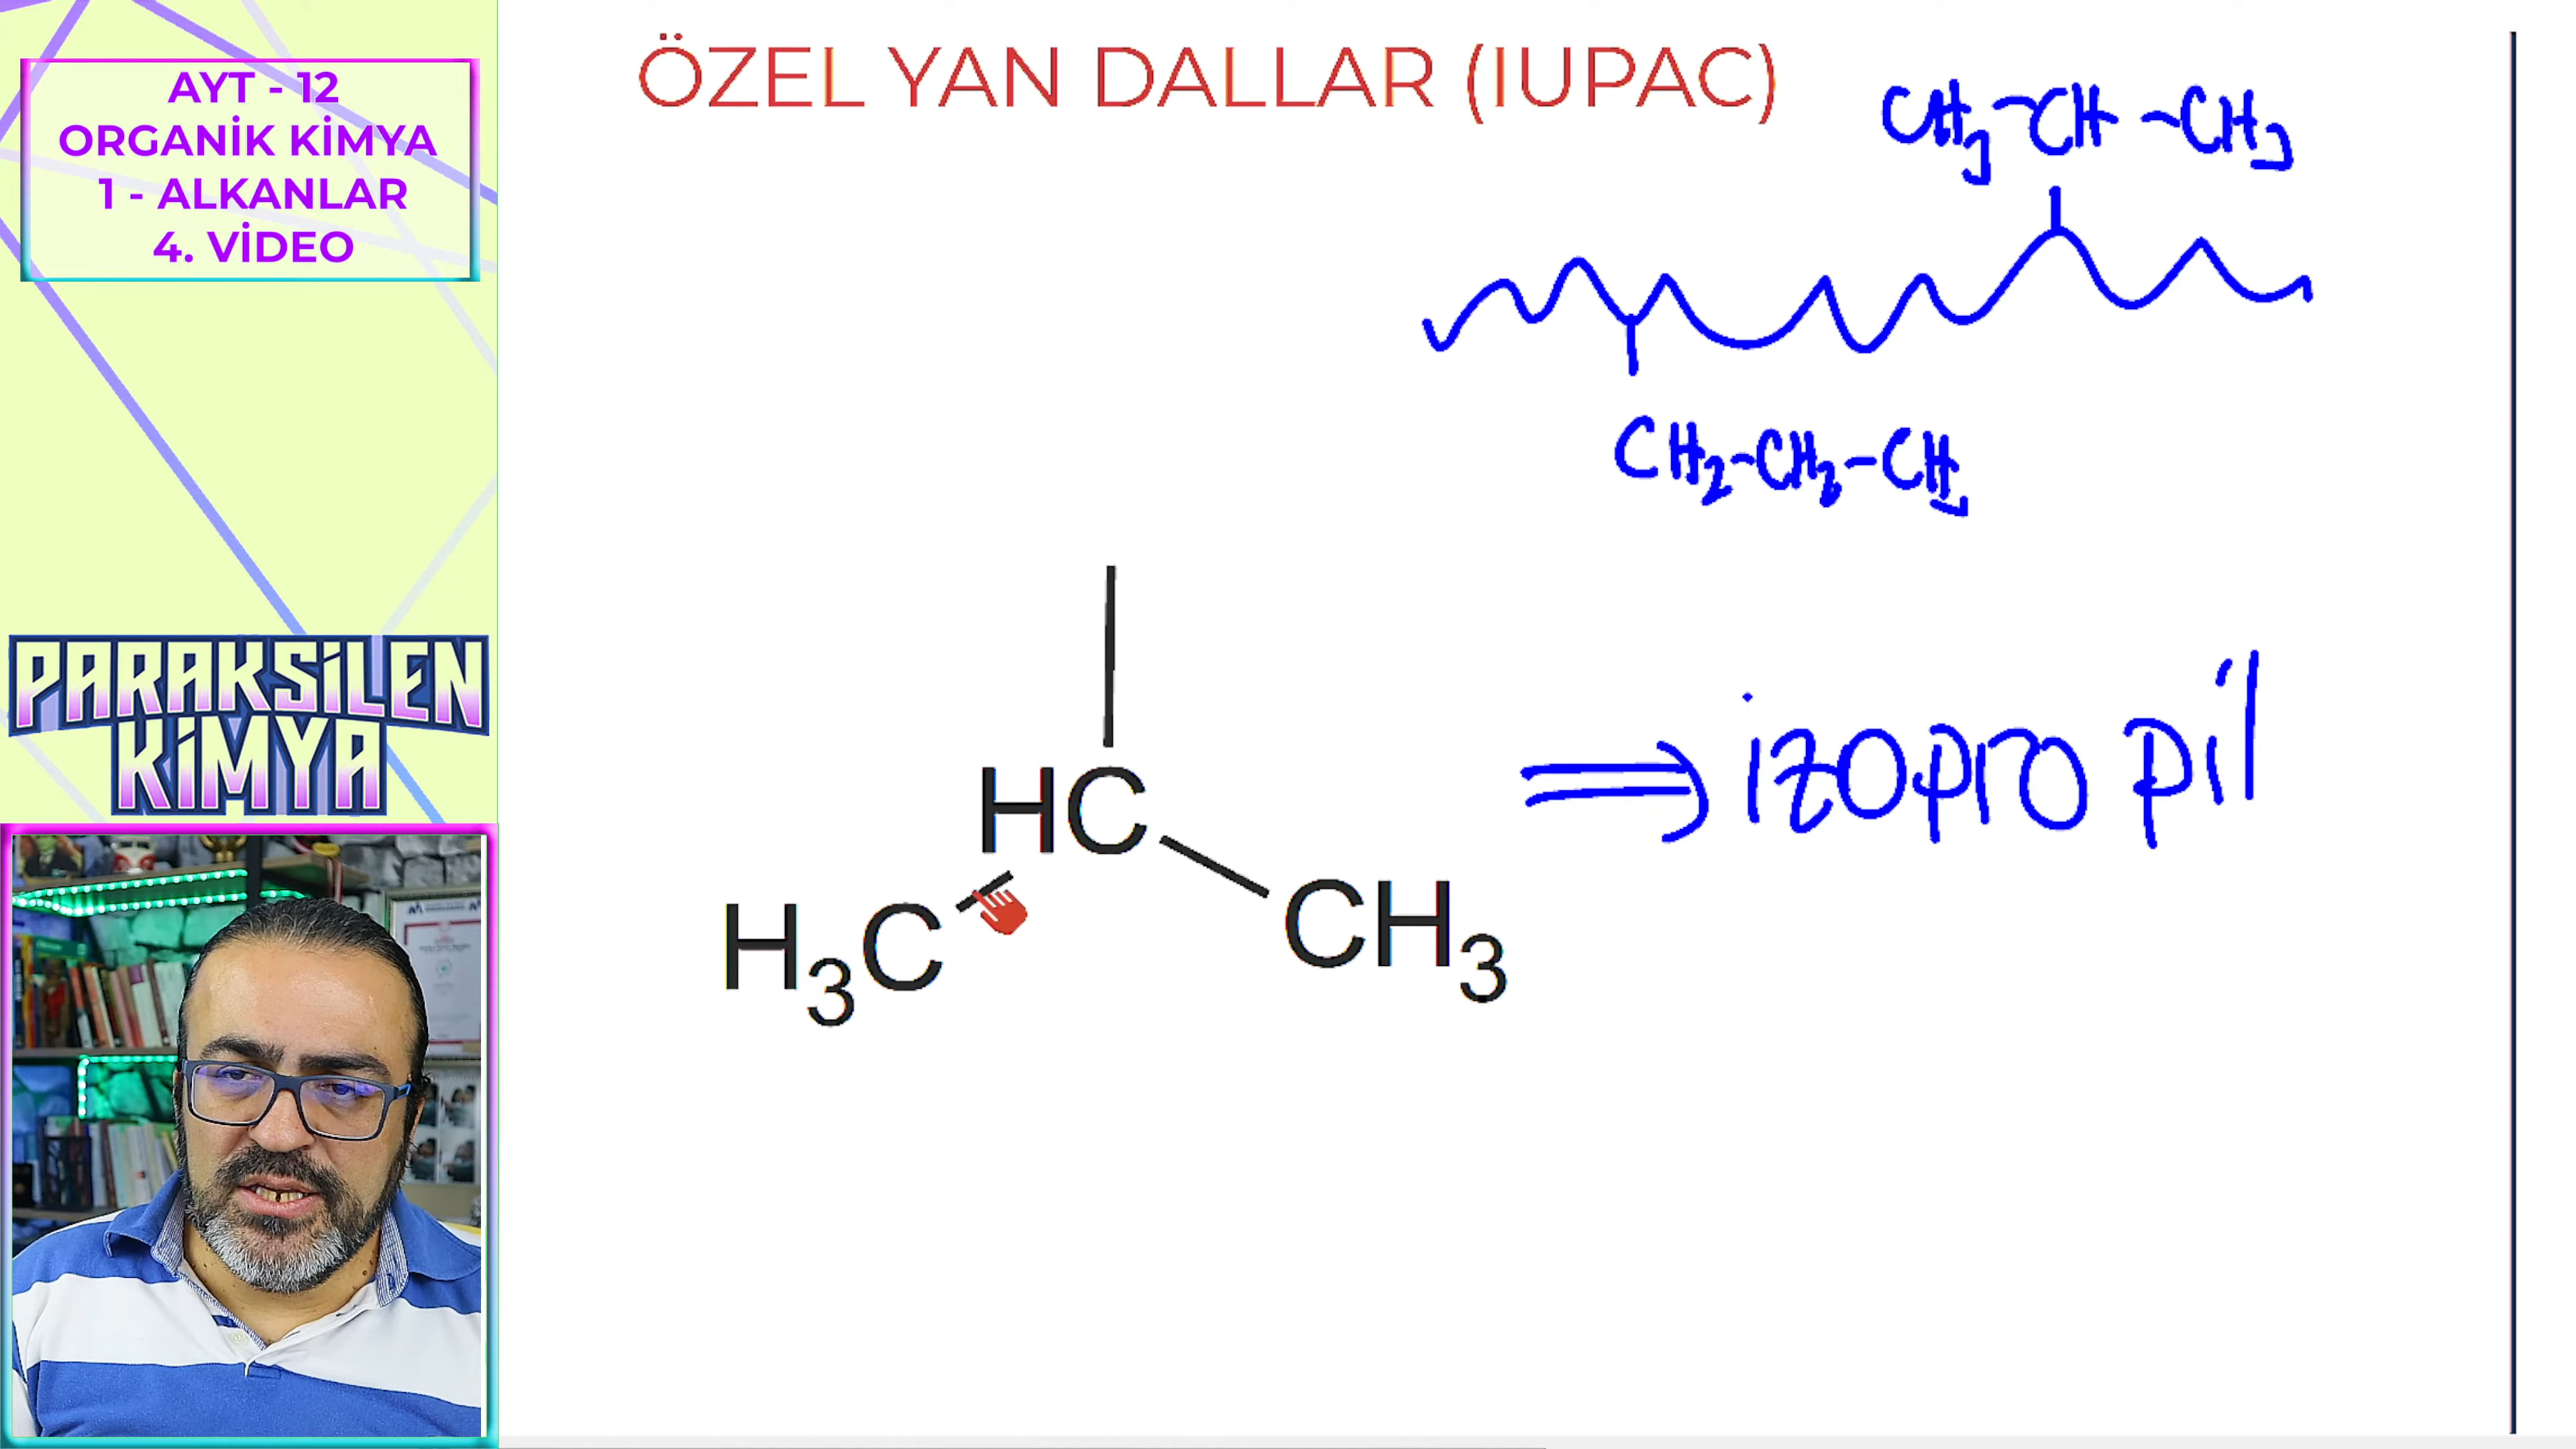 AYT - 12
ORGANİK KİMYA
1 - ALKANLAR
4. VİDEO
PARAKSİLEN
KİMYA
ÖZEL YAN DALLAR (IUPAC)
CH3-CH-CH3
CH2-CH2-CH2
HC
H3C
CH3
⇒ izopropil